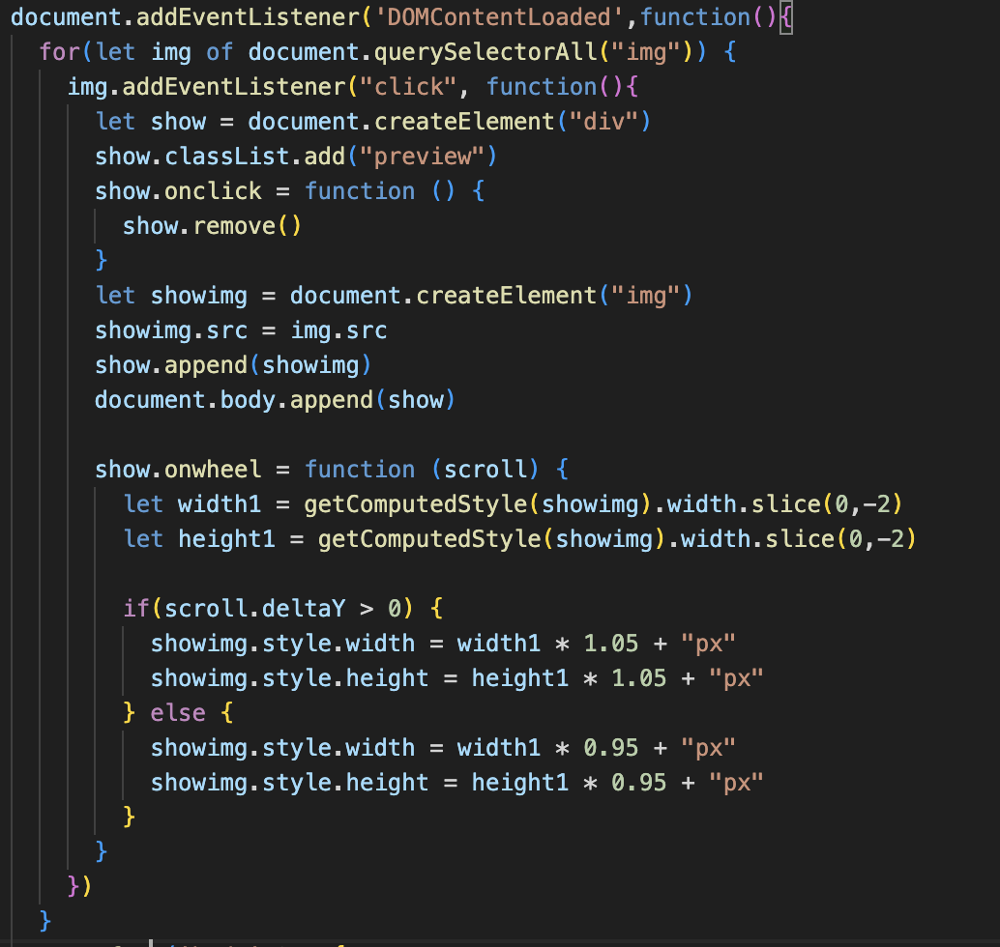 document.addEventListener('DOMContentLoaded',function(){
  for(let img of document.querySelectorAll("img")) {
    img.addEventListener("click", function(){
      let show = document.createElement("div")
      show.classList.add("preview")
      show.onclick = function () {
        show.remove()
      }
      let showimg = document.createElement("img")
      showimg.src = img.src
      show.append(showimg)
      document.body.append(show)

      show.onwheel = function (scroll) {
        let width1 = getComputedStyle(showimg).width.slice(0,-2)
        let height1 = getComputedStyle(showimg).width.slice(0,-2)

        if(scroll.deltaY > 0) {
          showimg.style.width = width1 * 1.05 + "px"
          showimg.style.height = height1 * 1.05 + "px"
        } else {
          showimg.style.width = width1 * 0.95 + "px"
          showimg.style.height = height1 * 0.95 + "px"
        }
      }
    })
  }